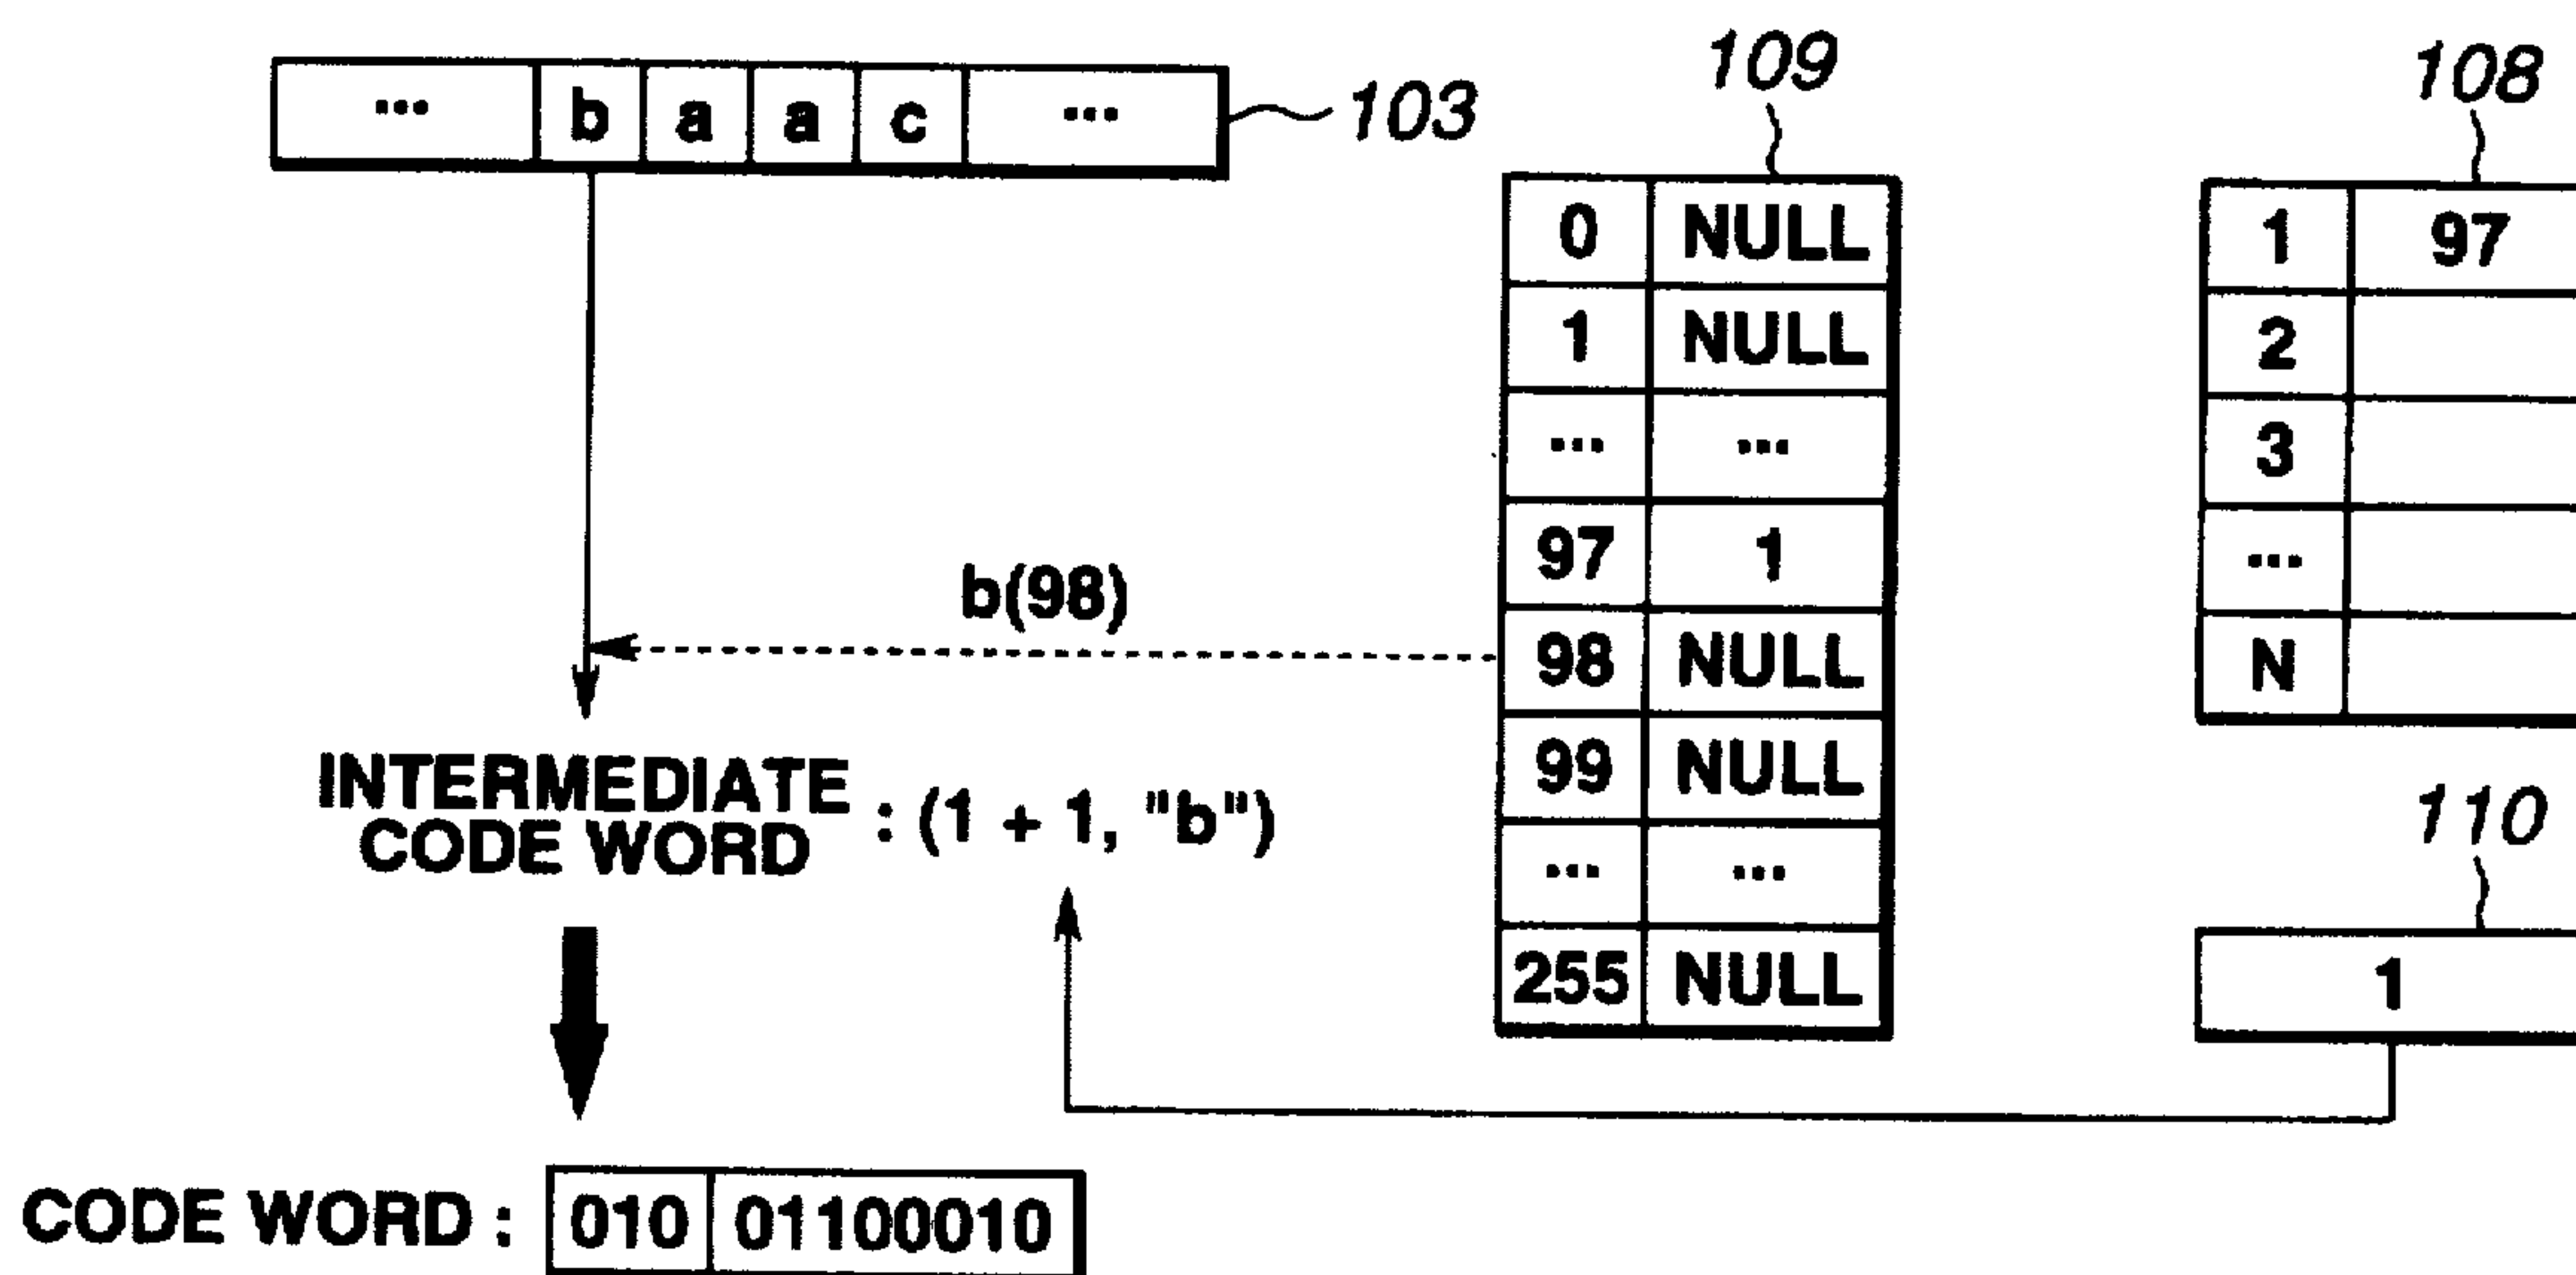 ... b a a c ... 103
109
0 NULL
1 NULL
... ...
97 1
98 NULL
99 NULL
... ...
255 NULL
108
1 97
2
3
...
N
110
1
b(98)
INTERMEDIATE
CODE WORD : (1 + 1, "b")
CODE WORD : 010 01100010